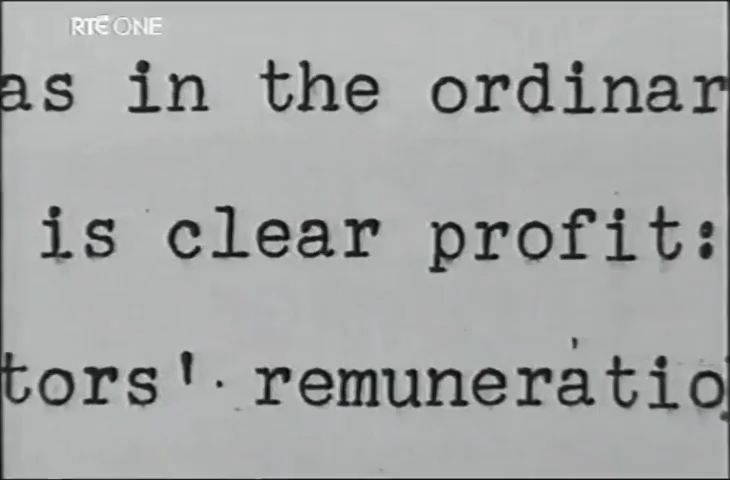 RTÉ ONE
as in the ordinar
is clear profit:
tors' remuneratio